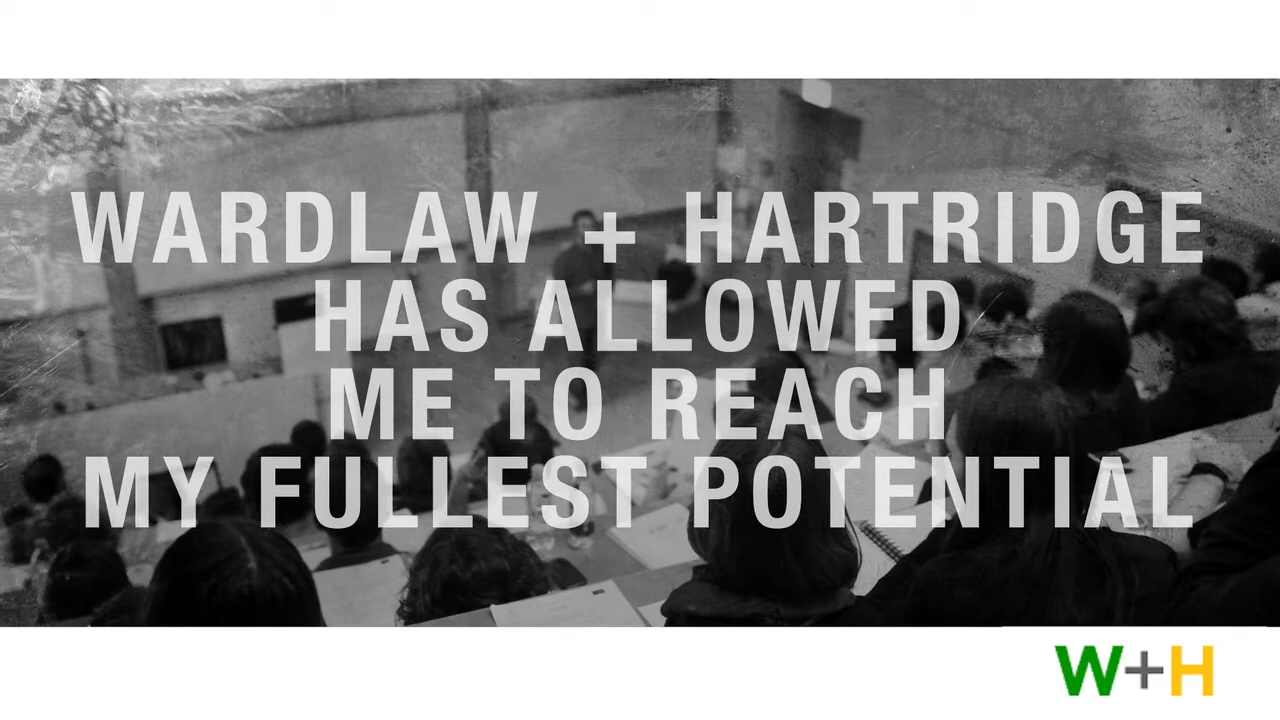 WARDLAW + HARTRIDGE
HAS ALLOWED
ME TO REACH
MY FULLEST POTENTIAL
W+H